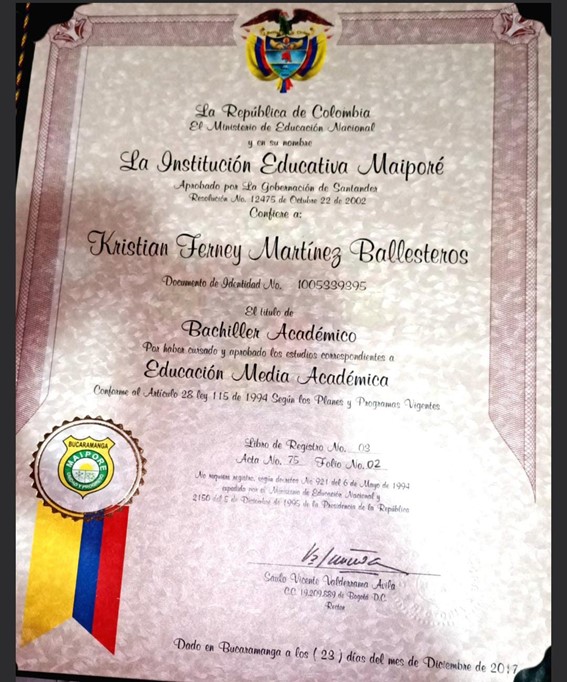 La República de Colombia
El Ministerio de Educación Nacional
y en su nombre
La Institución Educativa Maiporé
Aprobado por La Gobernación de Santander
Resolución No. 12475 de Octubre 22 de 2002
Confiere a:
Kristian Ferney Martínez Ballesteros
Documento de Identidad No. 1005339395
El título de
Bachiller Académico
Por haber cursado y aprobado los estudios correspondientes a
Educación Media Académica
Conforme al Artículo 28 ley 115 de 1994 Según los Planes y Programas Vigentes
BUCARAMANGA
MAIPORE
Libro de Registro No. 03
Acta No. 75 Folio No. 02
No requiere registro, según decretos No 921 del 6 de Mayo de 1994
expedido por el Ministerio de Educación Nacional y
2150 del 5 de Diciembre de 1995 de la Presidencia de la República
Saulo Vicente Valderrama Avila
C.C. 19.209.889 de Bogotá D.C.
Rector
Dado en Bucaramanga a los ( 23 ) días del mes de Diciembre de 2017